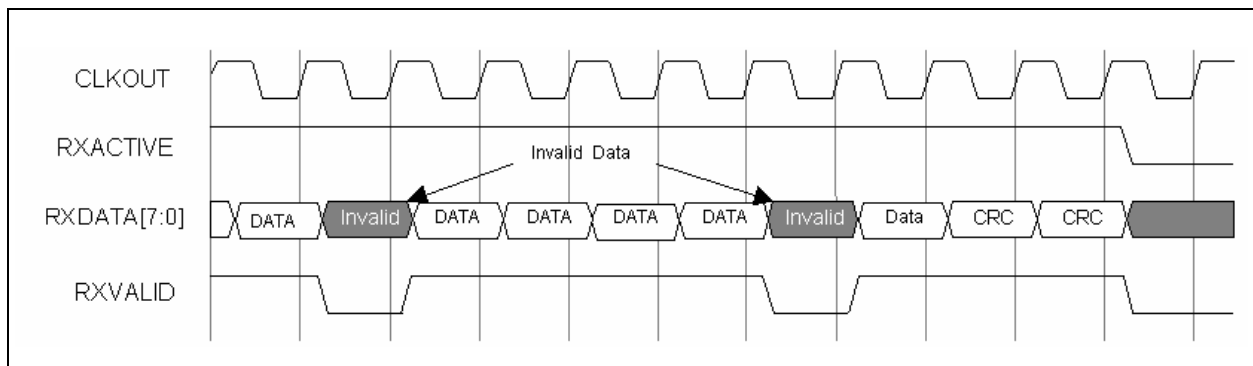 CLKOUT
RXACTIVE
Invalid Data
RXDATA[7:0] DATA Invalid DATA DATA DATA DATA Invalid Data CRC CRC
RXVALID